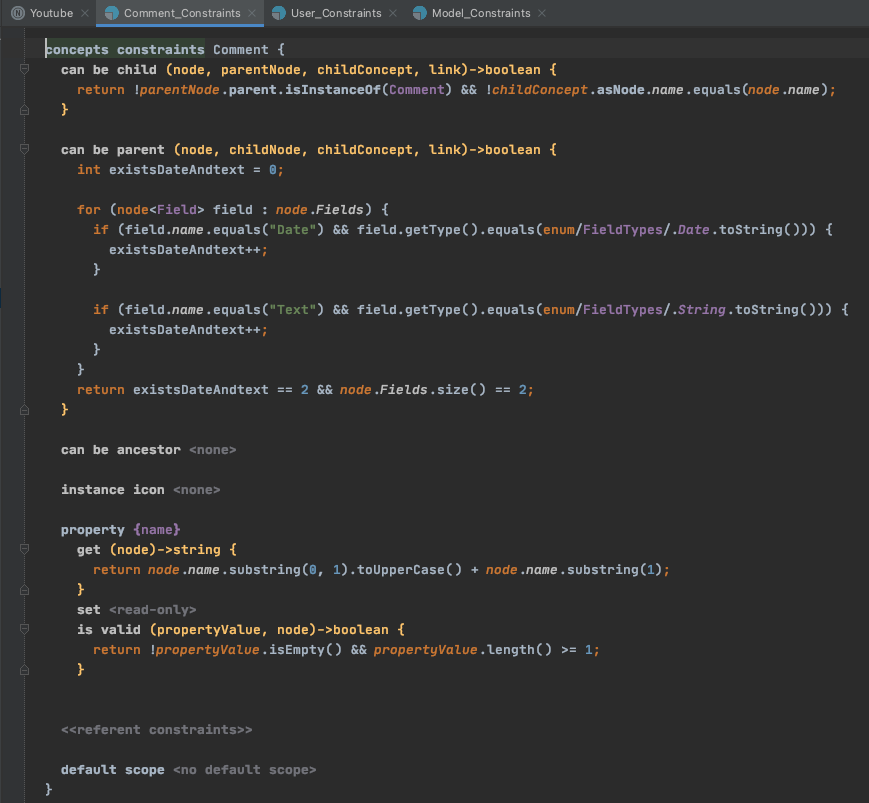 Youtube Comment_Constraints User_Constraints Model_Constraints
concepts constraints Comment {
can be child (node, parentNode, childConcept, link)->boolean {
return !parentNode.parent.isInstanceOf(Comment) && !childConcept.asNode.name.equals(node.name);
}
can be parent (node, childNode, childConcept, link)->boolean {
int existsDateAndtext = 0;
for (node<Field> field : node.Fields) {
if (field.name.equals("Date") && field.getType().equals(enum/FieldTypes/.Date.toString())) {
existsDateAndtext++;
}
if (field.name.equals("Text") && field.getType().equals(enum/FieldTypes/.String.toString())) {
existsDateAndtext++;
}
}
return existsDateAndtext == 2 && node.Fields.size() == 2;
}
can be ancestor <none>
instance icon <none>
property {name}
get (node)->string {
return node.name.substring(0, 1).toUpperCase() + node.name.substring(1);
}
set <read-only>
is valid (propertyValue, node)->boolean {
return !propertyValue.isEmpty() && propertyValue.length() >= 1;
}
<<referent constraints>>
default scope <no default scope>
}